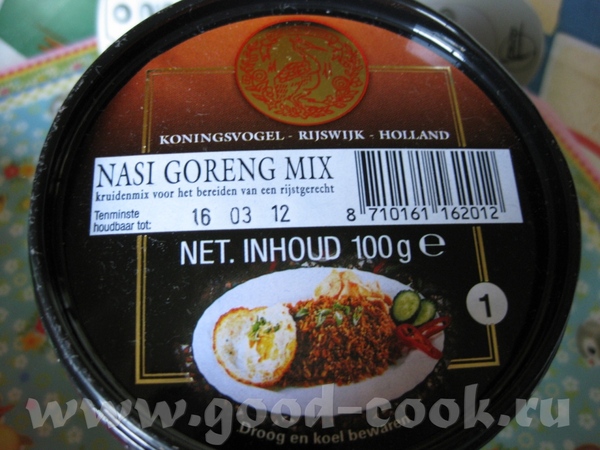 KONINGSVOGEL - RIJSWIJK - HOLLAND
NASI GORENG MIX
kruidenmix voor het bereiden van een rijstgerecht
Tenminste
houdbaar tot: 16 03 12
8 710161 162012
NET. INHOUD 100g e
1
www.good-cook.ru
Droog en koel bewaren